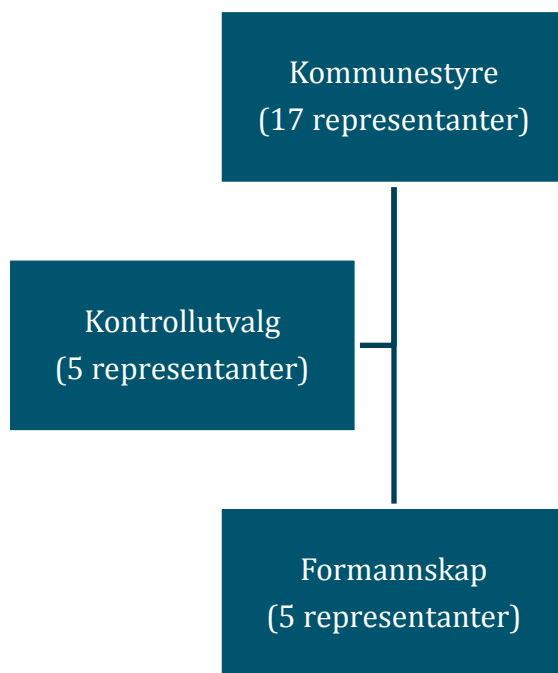 Kommunestyre
(17 representanter)
Kontrollutvalg
(5 representanter)
Formannskap
(5 representanter)